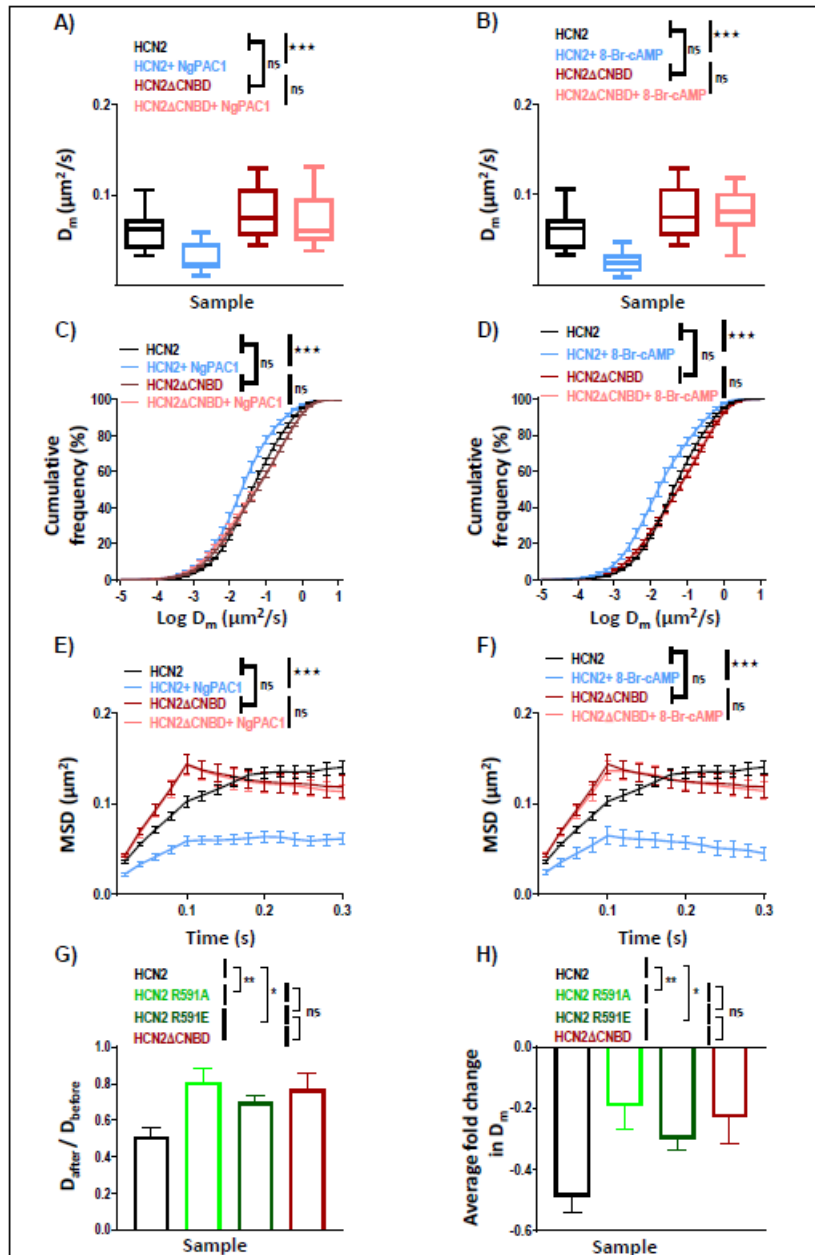 A)
HCN2
HCN2+ NgPAC1
HCN2ΔCNBD
HCN2ΔCNBD+ NgPAC1
ns
★★★
ns
0.2
0.1
Dm (μm²/s)
Sample
B)
HCN2
HCN2+ 8-Br-cAMP
HCN2ΔCNBD
HCN2ΔCNBD+ 8-Br-cAMP
ns
★★★
ns
0.2
0.1
Dm (μm²/s)
Sample
C)
HCN2
HCN2+ NgPAC1
HCN2ΔCNBD
HCN2ΔCNBD+ NgPAC1
ns
★★★
ns
100
80
60
40
20
0
Cumulative
frequency (%)
-5 -4 -3 -2 -1 0 1
Log Dm (μm²/s)
D)
HCN2
HCN2+ 8-Br-cAMP
HCN2ΔCNBD
HCN2ΔCNBD+ 8-Br-cAMP
ns
★★★
ns
100
80
60
40
20
0
Cumulative
frequency (%)
-5 -4 -3 -2 -1 0 1
Log Dm (μm²/s)
E)
HCN2
HCN2+ NgPAC1
HCN2ΔCNBD
HCN2ΔCNBD+ NgPAC1
ns
★★★
ns
0.2
0.1
0.0
MSD (μm²)
0.1 0.2 0.3
Time (s)
F)
HCN2
HCN2+ 8-Br-cAMP
HCN2ΔCNBD
HCN2ΔCNBD+ 8-Br-cAMP
ns
★★★
ns
0.2
0.1
0.0
MSD (μm²)
0.1 0.2 0.3
Time (s)
G)
HCN2
HCN2 R591A
HCN2 R591E
HCN2ΔCNBD
**
*
ns
1.0
0.8
0.6
0.4
0.2
0.0
Dafter / Dbefore
Sample
H)
HCN2
HCN2 R591A
HCN2 R591E
HCN2ΔCNBD
**
*
ns
0.0
-0.2
-0.4
-0.6
Average fold change
in Dm
Sample